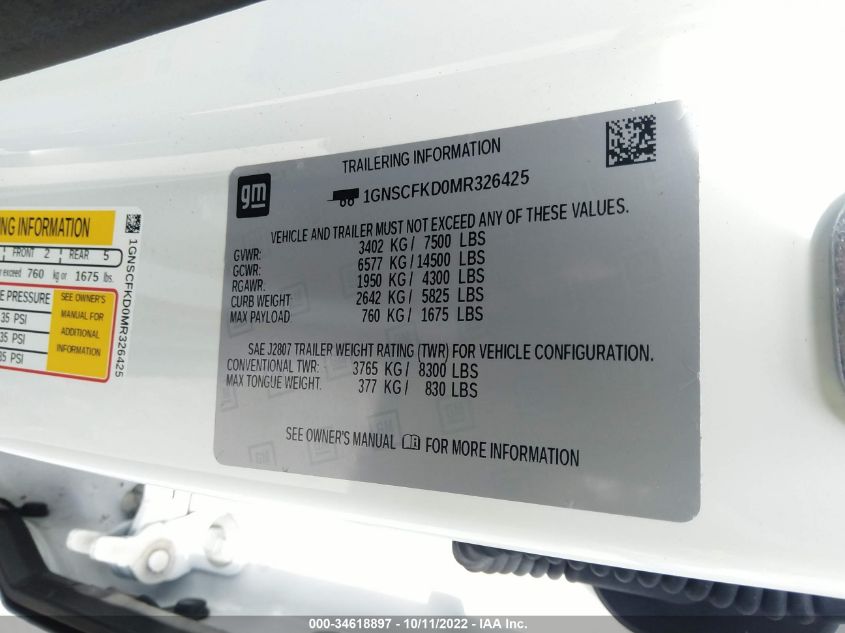 gm
TRAILERING INFORMATION
1GNSCFKD0MR326425
VEHICLE AND TRAILER MUST NOT EXCEED ANY OF THESE VALUES.
GVWR: 3402 KG / 7500 LBS
GCWR: 6577 KG / 14500 LBS
RGAWR: 1950 KG / 4300 LBS
CURB WEIGHT: 2642 KG / 5825 LBS
MAX PAYLOAD: 760 KG / 1675 LBS
SAE J2807 TRAILER WEIGHT RATING (TWR) FOR VEHICLE CONFIGURATION.
CONVENTIONAL TWR: 3765 KG / 8300 LBS
MAX TONGUE WEIGHT. 377 KG / 830 LBS
SEE OWNER'S MANUAL FOR MORE INFORMATION
INFORMATION
FRONT 2 REAR 5
exceed 760 kg or 1675 lbs.
PRESSURE
35 PSI
35 PSI
35 PSI
SEE OWNER'S
MANUAL FOR
ADDITIONAL
INFORMATION
1GNSCFKD0MR326425
000-34618897 - 10/11/2022 - IAA Inc.